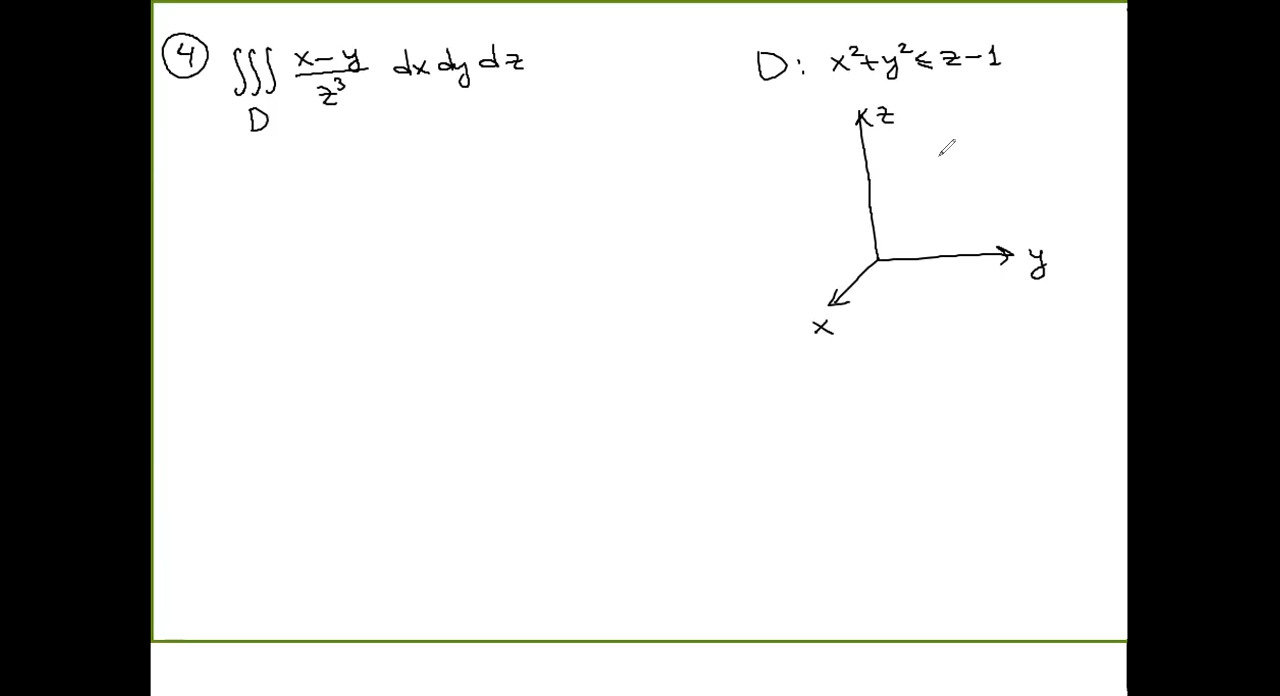 ④ ∭ x-y/z³ dx dy dz
D
D: x²+y² ≤ z-1
z
y
x